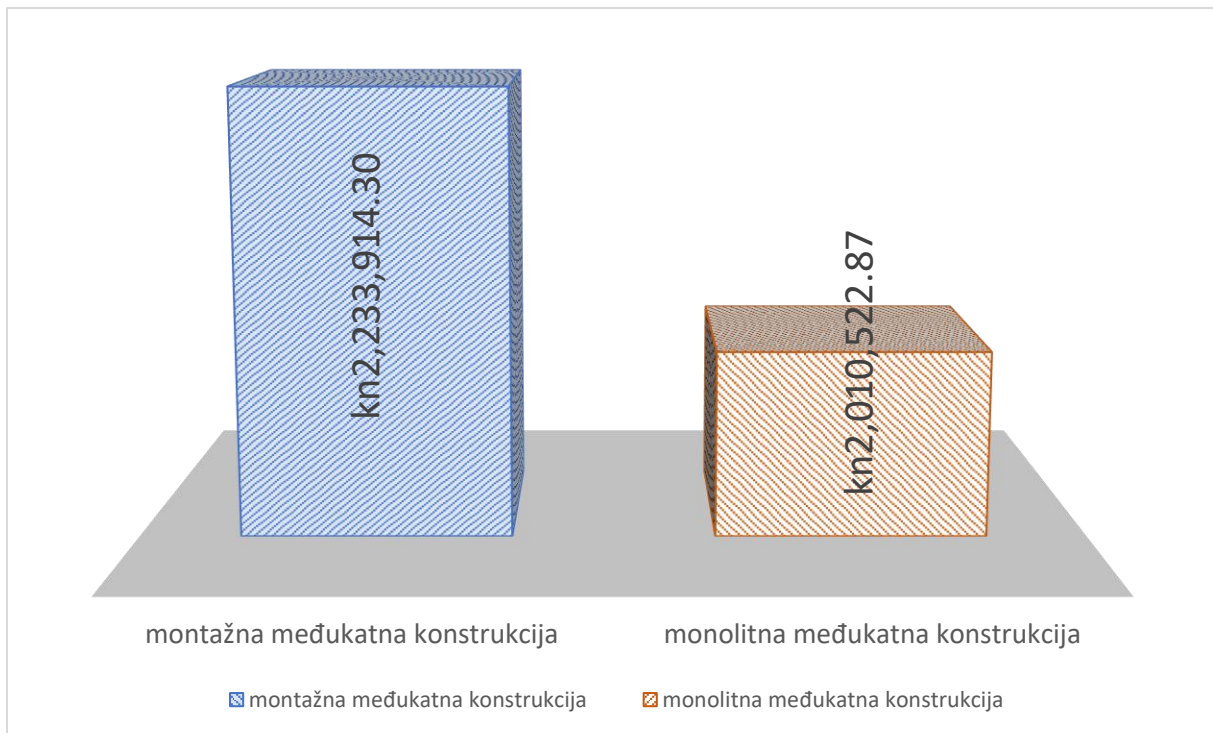 kn2,233,914.30
kn2,010,522.87
montažna međukatna konstrukcija
monolitna međukatna konstrukcija
montažna međukatna konstrukcija
monolitna međukatna konstrukcija